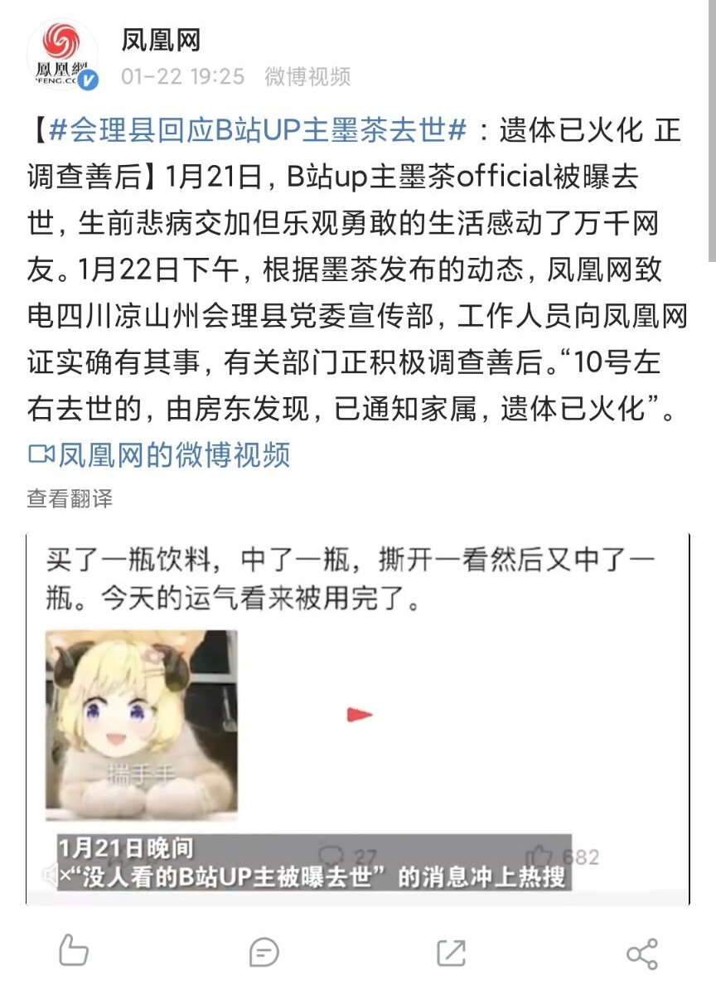 凤凰网
鳳凰網
01-22 19:25 微博视频
【#会理县回应B站UP主墨茶去世#：遗体已火化 正
调查善后】1月21日，B站up主墨茶official被曝去
世，生前悲病交加但乐观勇敢的生活感动了万千网
友。1月22日下午，根据墨茶发布的动态，凤凰网致
电四川凉山州会理县党委宣传部，工作人员向凤凰网
证实确有其事，有关部门正积极调查善后。“10号左
右去世的，由房东发现，已通知家属，遗体已火化”。
凤凰网的微博视频
查看翻译
买了一瓶饮料，中了一瓶，撕开一看然后又中了一
瓶。今天的运气看来被用完了。
揣手手
27 682
1月21日晚间
“没人看的B站UP主被曝去世”的消息冲上热搜